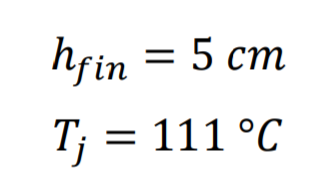 h_fin = 5 cm
T_j = 111 °C